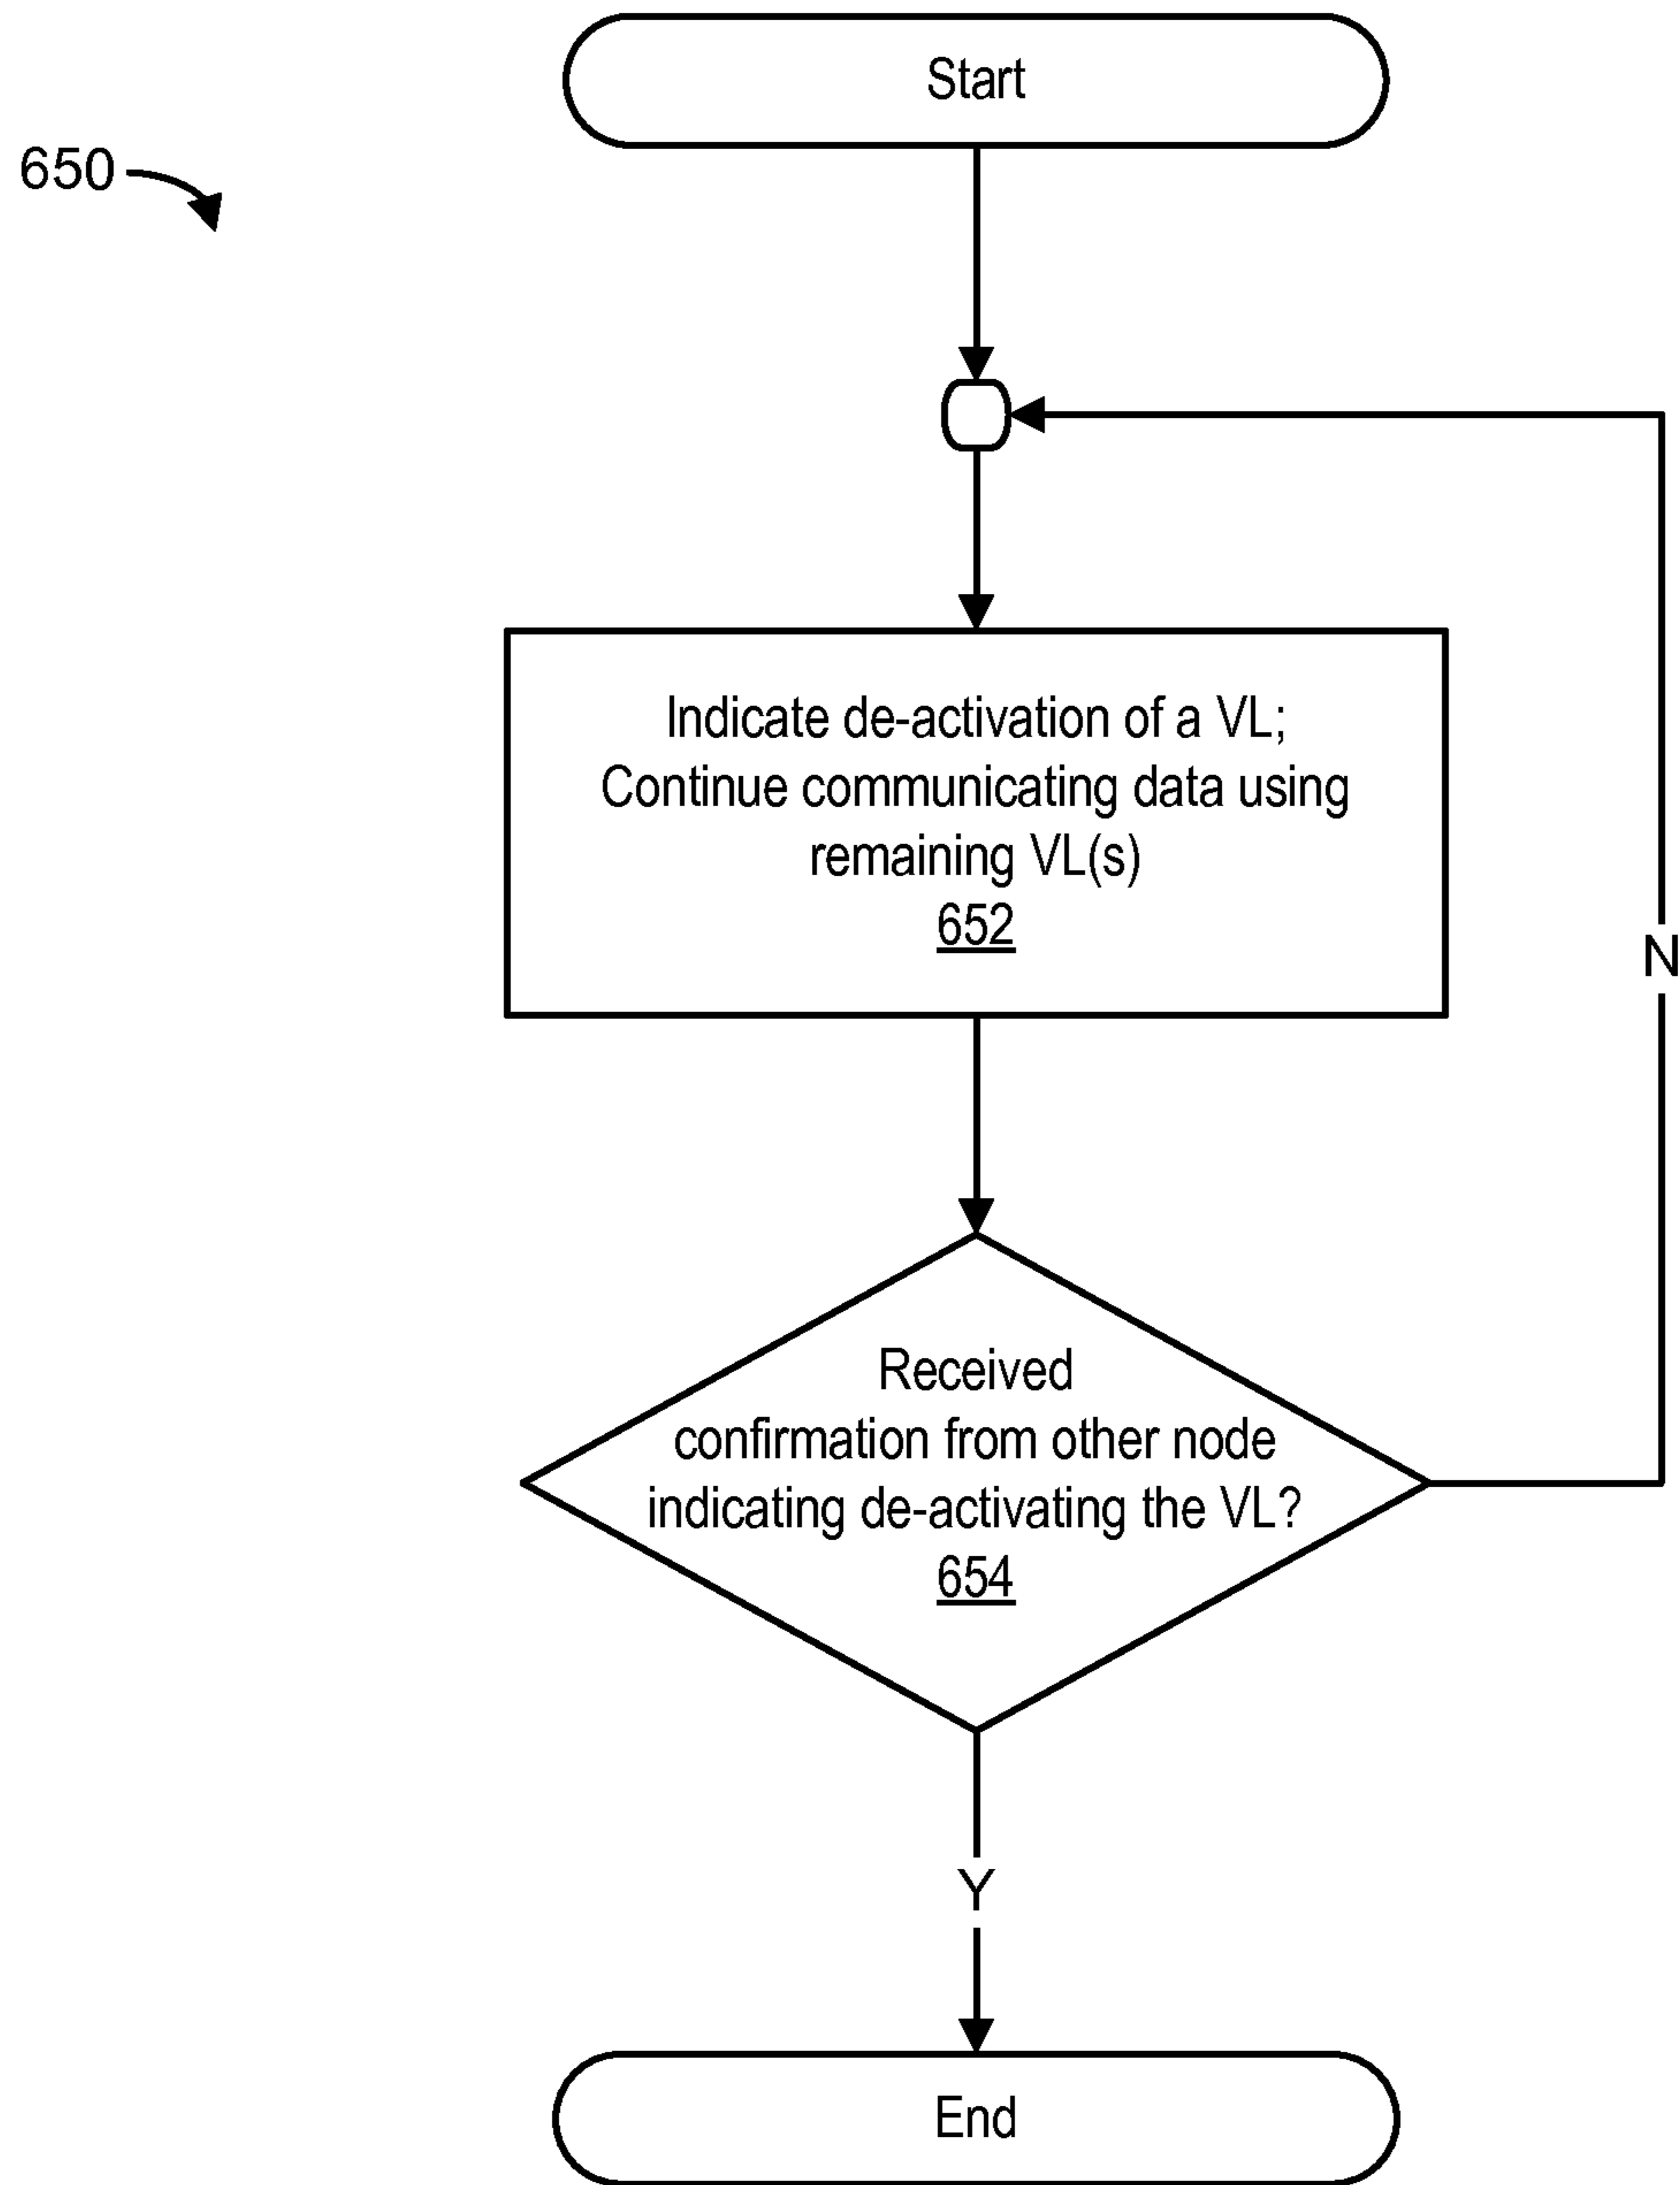 Start
650
Indicate de-activation of a VL;
Continue communicating data using
remaining VL(s)
652
N
Received
confirmation from other node
indicating de-activating the VL?
654
Y
End